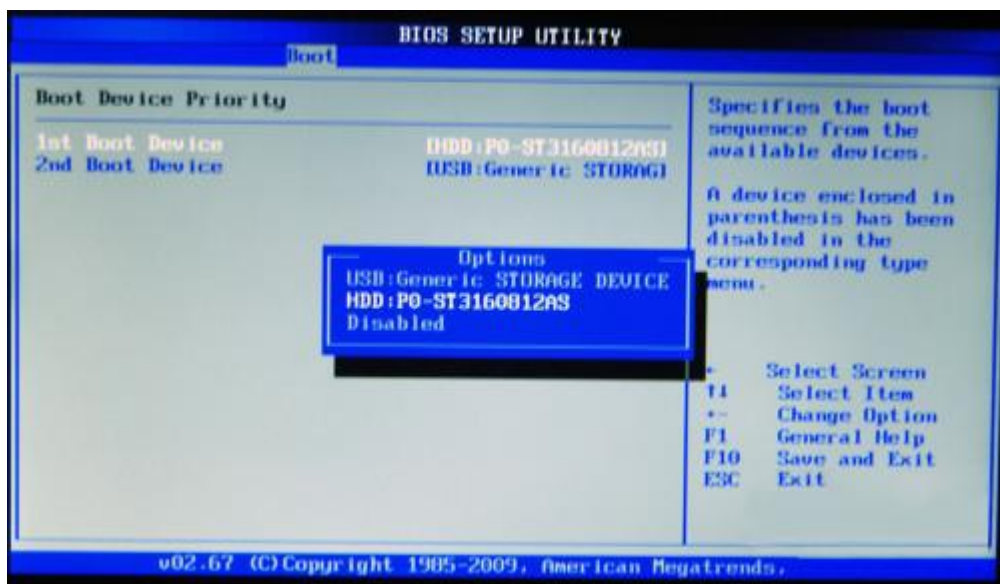 BIOS SETUP UTILITY
Boot
Boot Device Priority
1st Boot Device [HDD:P0-ST3160812AS]
2nd Boot Device [USB:Generic STORAG]
Options
USB:Generic STORAGE DEVICE
HDD:P0-ST3160812AS
Disabled
Specifies the boot
sequence from the
available devices.
A device enclosed in
parenthesis has been
disabled in the
corresponding type
menu.
← Select Screen
↑↓ Select Item
+- Change Option
F1 General Help
F10 Save and Exit
ESC Exit
v02.67 (C)Copyright 1985-2009, American Megatrends,